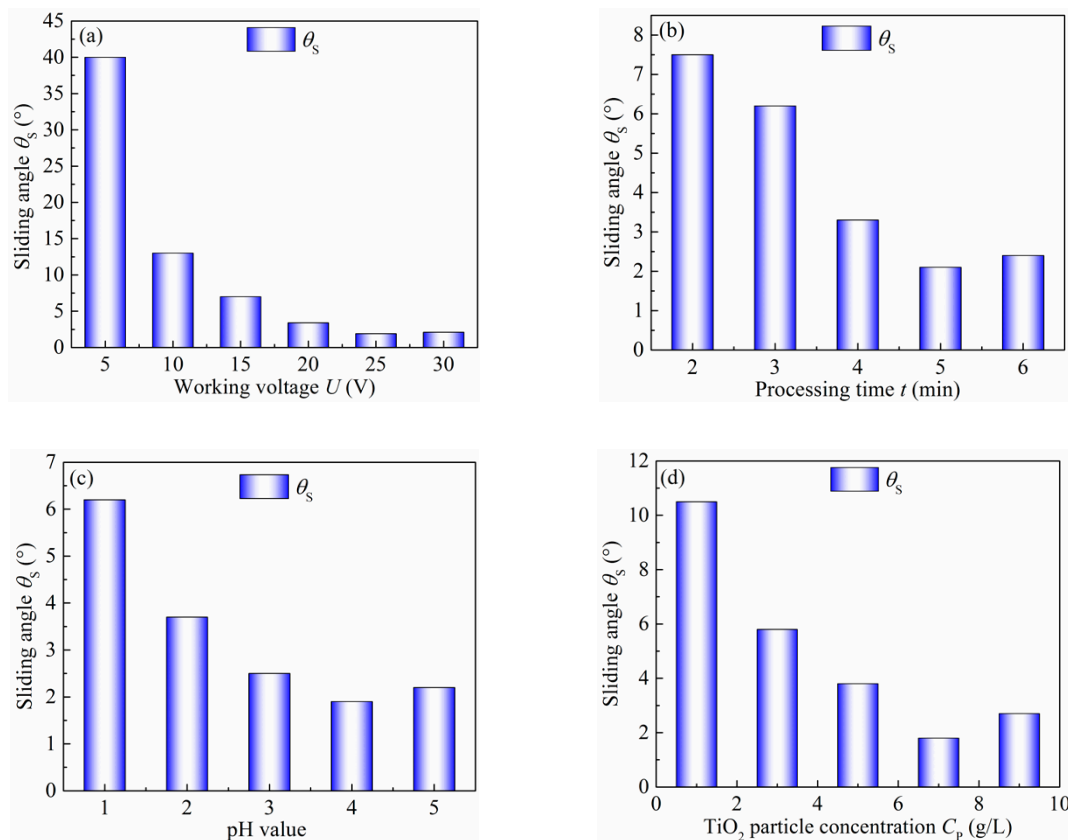 (a)
θs
Sliding angle θs (°)
45
40
35
30
25
20
15
10
5
0
5 10 15 20 25 30
Working voltage U (V)
(b)
θs
Sliding angle θs (°)
8
7
6
5
4
3
2
1
0
2 3 4 5 6
Processing time t (min)
(c)
θs
Sliding angle θs (°)
7
6
5
4
3
2
1
0
1 2 3 4 5
pH value
(d)
θs
Sliding angle θs (°)
12
10
8
6
4
2
0
0 2 4 6 8 10
TiO2 particle concentration CP (g/L)